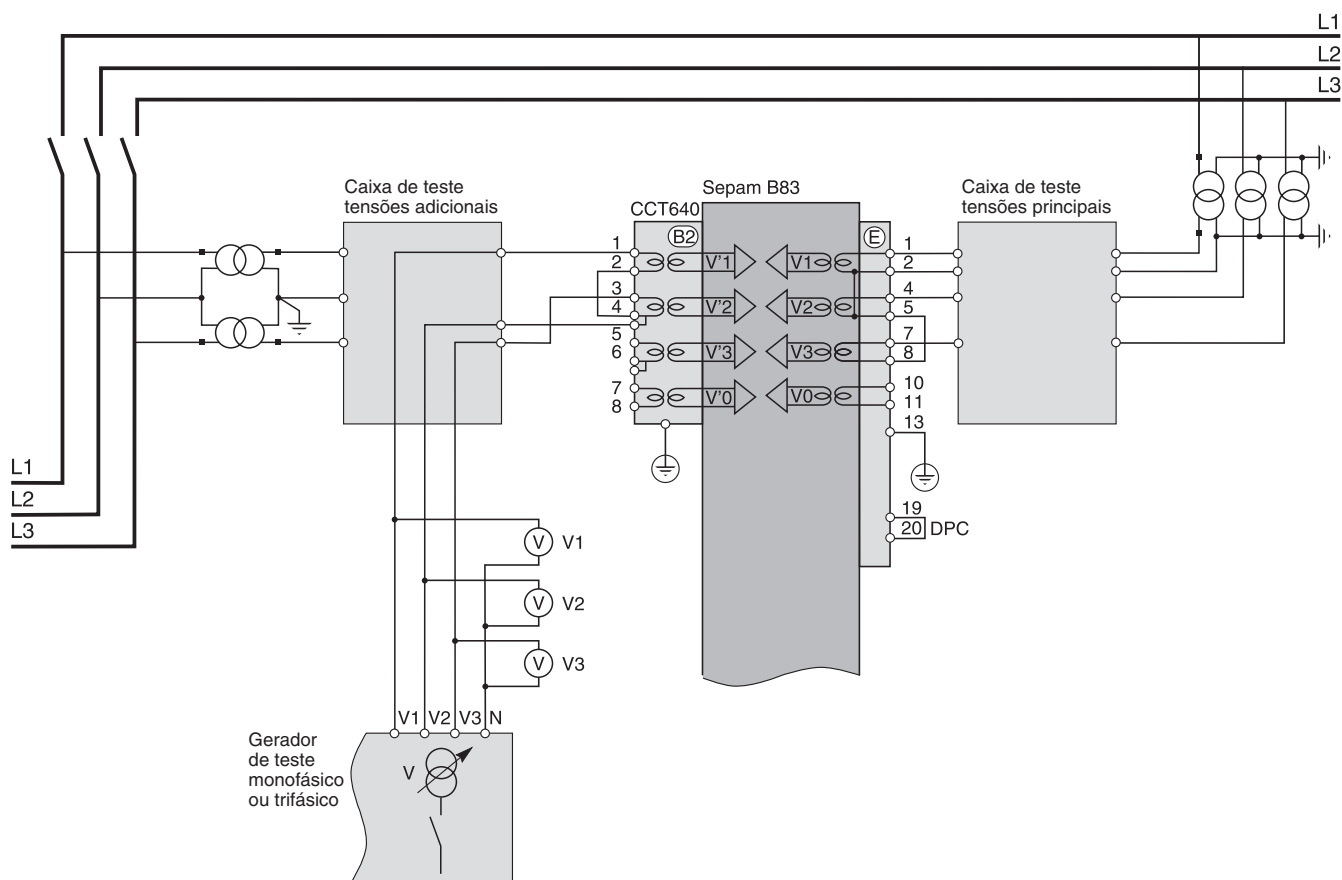 L1
L2
L3
Caixa de teste
tensões adicionais
CCT640
Sepam B83
Caixa de teste
tensões principais
B2
E
1
2
3
4
5
6
7
8
V'1
V'2
V'3
V'0
V1
V2
V3
V0
1
2
4
5
7
8
10
11
13
19
20
DPC
L1
L2
L3
V V1
V V2
V V3
V1 V2 V3 N
Gerador
de teste
monofásico
ou trifásico
V